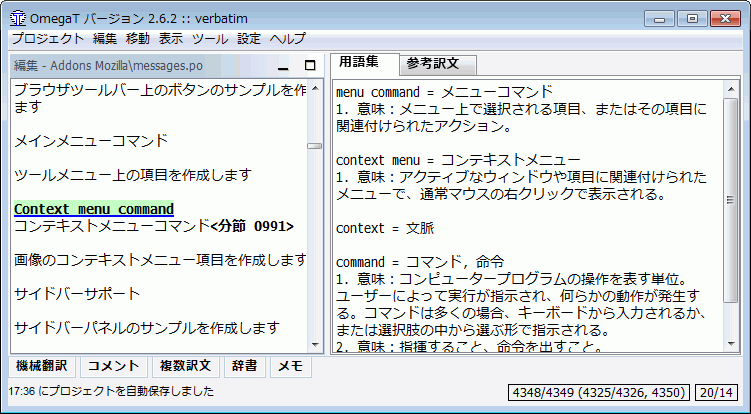 OmegaT バージョン 2.6.2 :: verbatim
プロジェクト 編集 移動 表示 ツール 設定 ヘルプ
編集 - Addons Mozilla\messages.po
ブラウザツールバー上のボタンのサンプルを作
ます
メインメニューコマンド
ツールメニュー上の項目を作成します
Context menu command
コンテキストメニューコマンド<分節 0991>
画像のコンテキストメニュー項目を作成します
サイドバーサポート
サイドバーパネルのサンプルを作成します
用語集 参考訳文
menu command = メニューコマンド
1. 意味：メニュー上で選択される項目、またはその項目に
関連付けられたアクション。
context menu = コンテキストメニュー
1. 意味：アクティブなウィンドウや項目に関連付けられた
メニューで、通常マウスの右クリックで表示される。
context = 文脈
command = コマンド, 命令
1. 意味：コンピュータープログラムの操作を表す単位。
ユーザーによって実行が指示され、何らかの動作が発生す
る。コマンドは多くの場合、キーボードから入力されるか、
または選択肢の中から選ぶ形で指示される。
2. 意味：指揮すること、命令を出すこと。
機械翻訳 コメント 複数訳文 辞書 メモ
17:36 にプロジェクトを自動保存しました
4348/4349 (4325/4326, 4350) 20/14